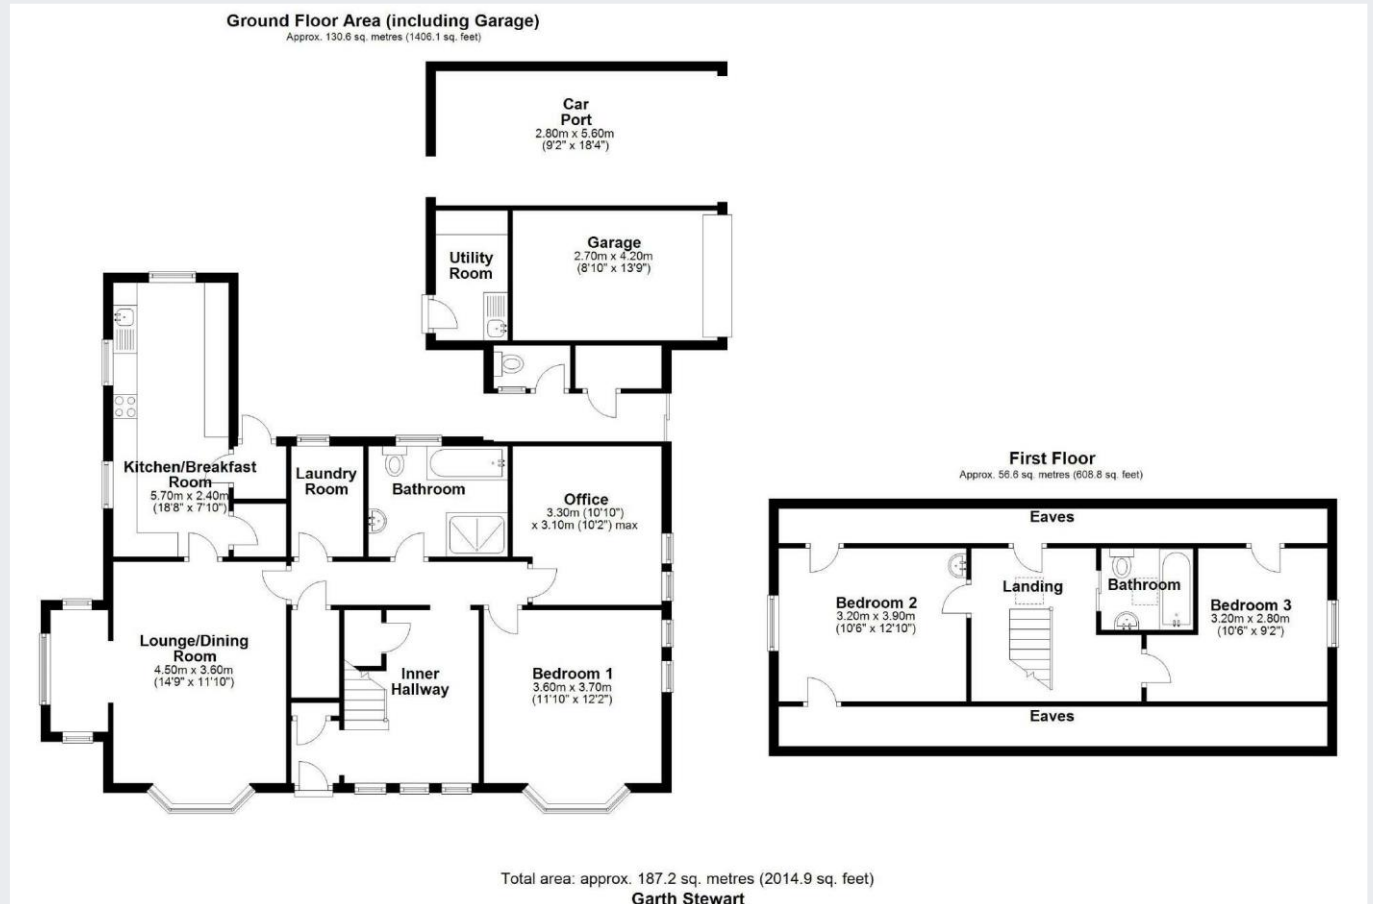 Ground Floor Area (including Garage)
Approx. 130.6 sq. metres (1406.1 sq. feet)
Car
Port
2.80m x 5.60m
(9'2" x 18'4")
Utility
Room
Garage
2.70m x 4.20m
(8'10" x 13'9")
Kitchen/Breakfast
Room
5.70m x 2.40m
(18'8" x 7'10")
Laundry
Room
Bathroom
Office
3.30m (10'10")
x 3.10m (10'2") max
Lounge/Dining
Room
4.50m x 3.60m
(14'9" x 11'10")
Inner
Hallway
Bedroom 1
3.60m x 3.70m
(11'10" x 12'2")
First Floor
Approx. 56.6 sq. metres (608.8 sq. feet)
Eaves
Bedroom 2
3.20m x 3.90m
(10'6" x 12'10")
Landing
Bathroom
Bedroom 3
3.20m x 2.80m
(10'6" x 9'2")
Eaves
Total area: approx. 187.2 sq. metres (2014.9 sq. feet)
Garth Stewart